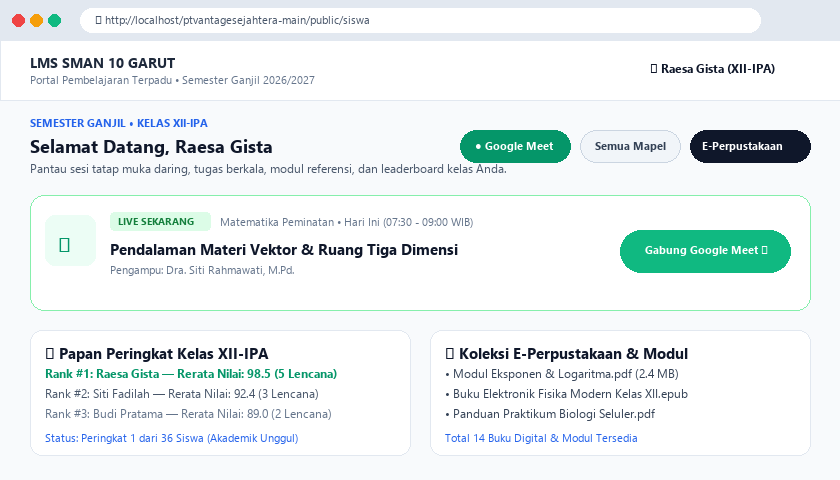 http://localhost/ptvantagesejahtera-main/public/siswa
LMS SMAN 10 GARUT
Portal Pembelajaran Terpadu • Semester Ganjil 2026/2027
Raesa Gista (XII-IPA)
SEMESTER GANJIL • KELAS XII-IPA
Selamat Datang, Raesa Gista
Pantau sesi tatap muka daring, tugas berkala, modul referensi, dan leaderboard kelas Anda.
• Google Meet
Semua Mapel
E-Perpustakaan
LIVE SEKARANG
Matematika Peminatan • Hari Ini (07:30 - 09:00 WIB)
Pendalaman Materi Vektor & Ruang Tiga Dimensi
Pengampu: Dra. Siti Rahmawati, M.Pd.
Gabung Google Meet
Papan Peringkat Kelas XII-IPA
Rank #1: Raesa Gista — Rerata Nilai: 98.5 (5 Lencana)
Rank #2: Siti Fadilah — Rerata Nilai: 92.4 (3 Lencana)
Rank #3: Budi Pratama — Rerata Nilai: 89.0 (2 Lencana)
Status: Peringkat 1 dari 36 Siswa (Akademik Unggul)
Koleksi E-Perpustakaan & Modul
• Modul Eksponen & Logaritma.pdf (2.4 MB)
• Buku Elektronik Fisika Modern Kelas XII.epub
• Panduan Praktikum Biologi Seluler.pdf
Total 14 Buku Digital & Modul Tersedia